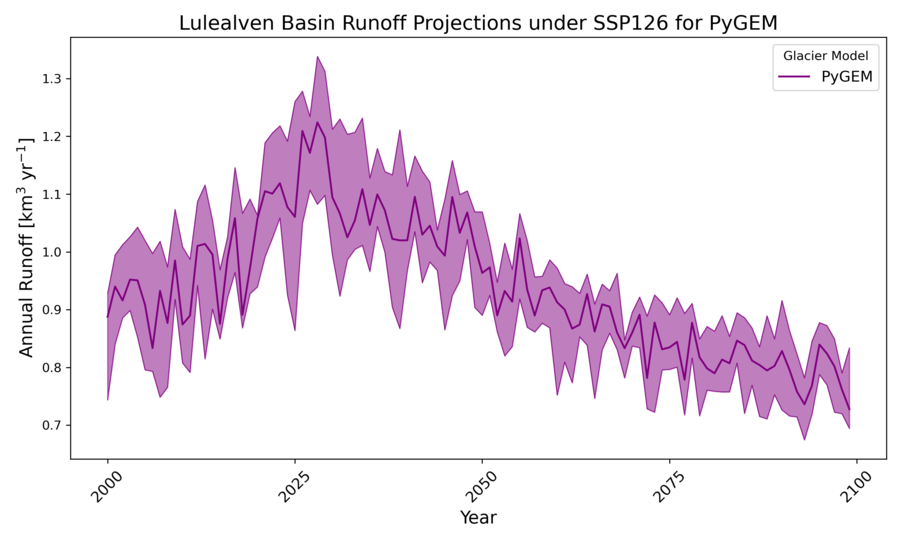 Lulealven Basin Runoff Projections under SSP126 for PyGEM
Glacier Model
PyGEM
Annual Runoff [km³ yr⁻¹]
1.3
1.2
1.1
1.0
0.9
0.8
0.7
2000
2025
2050
2075
2100
Year